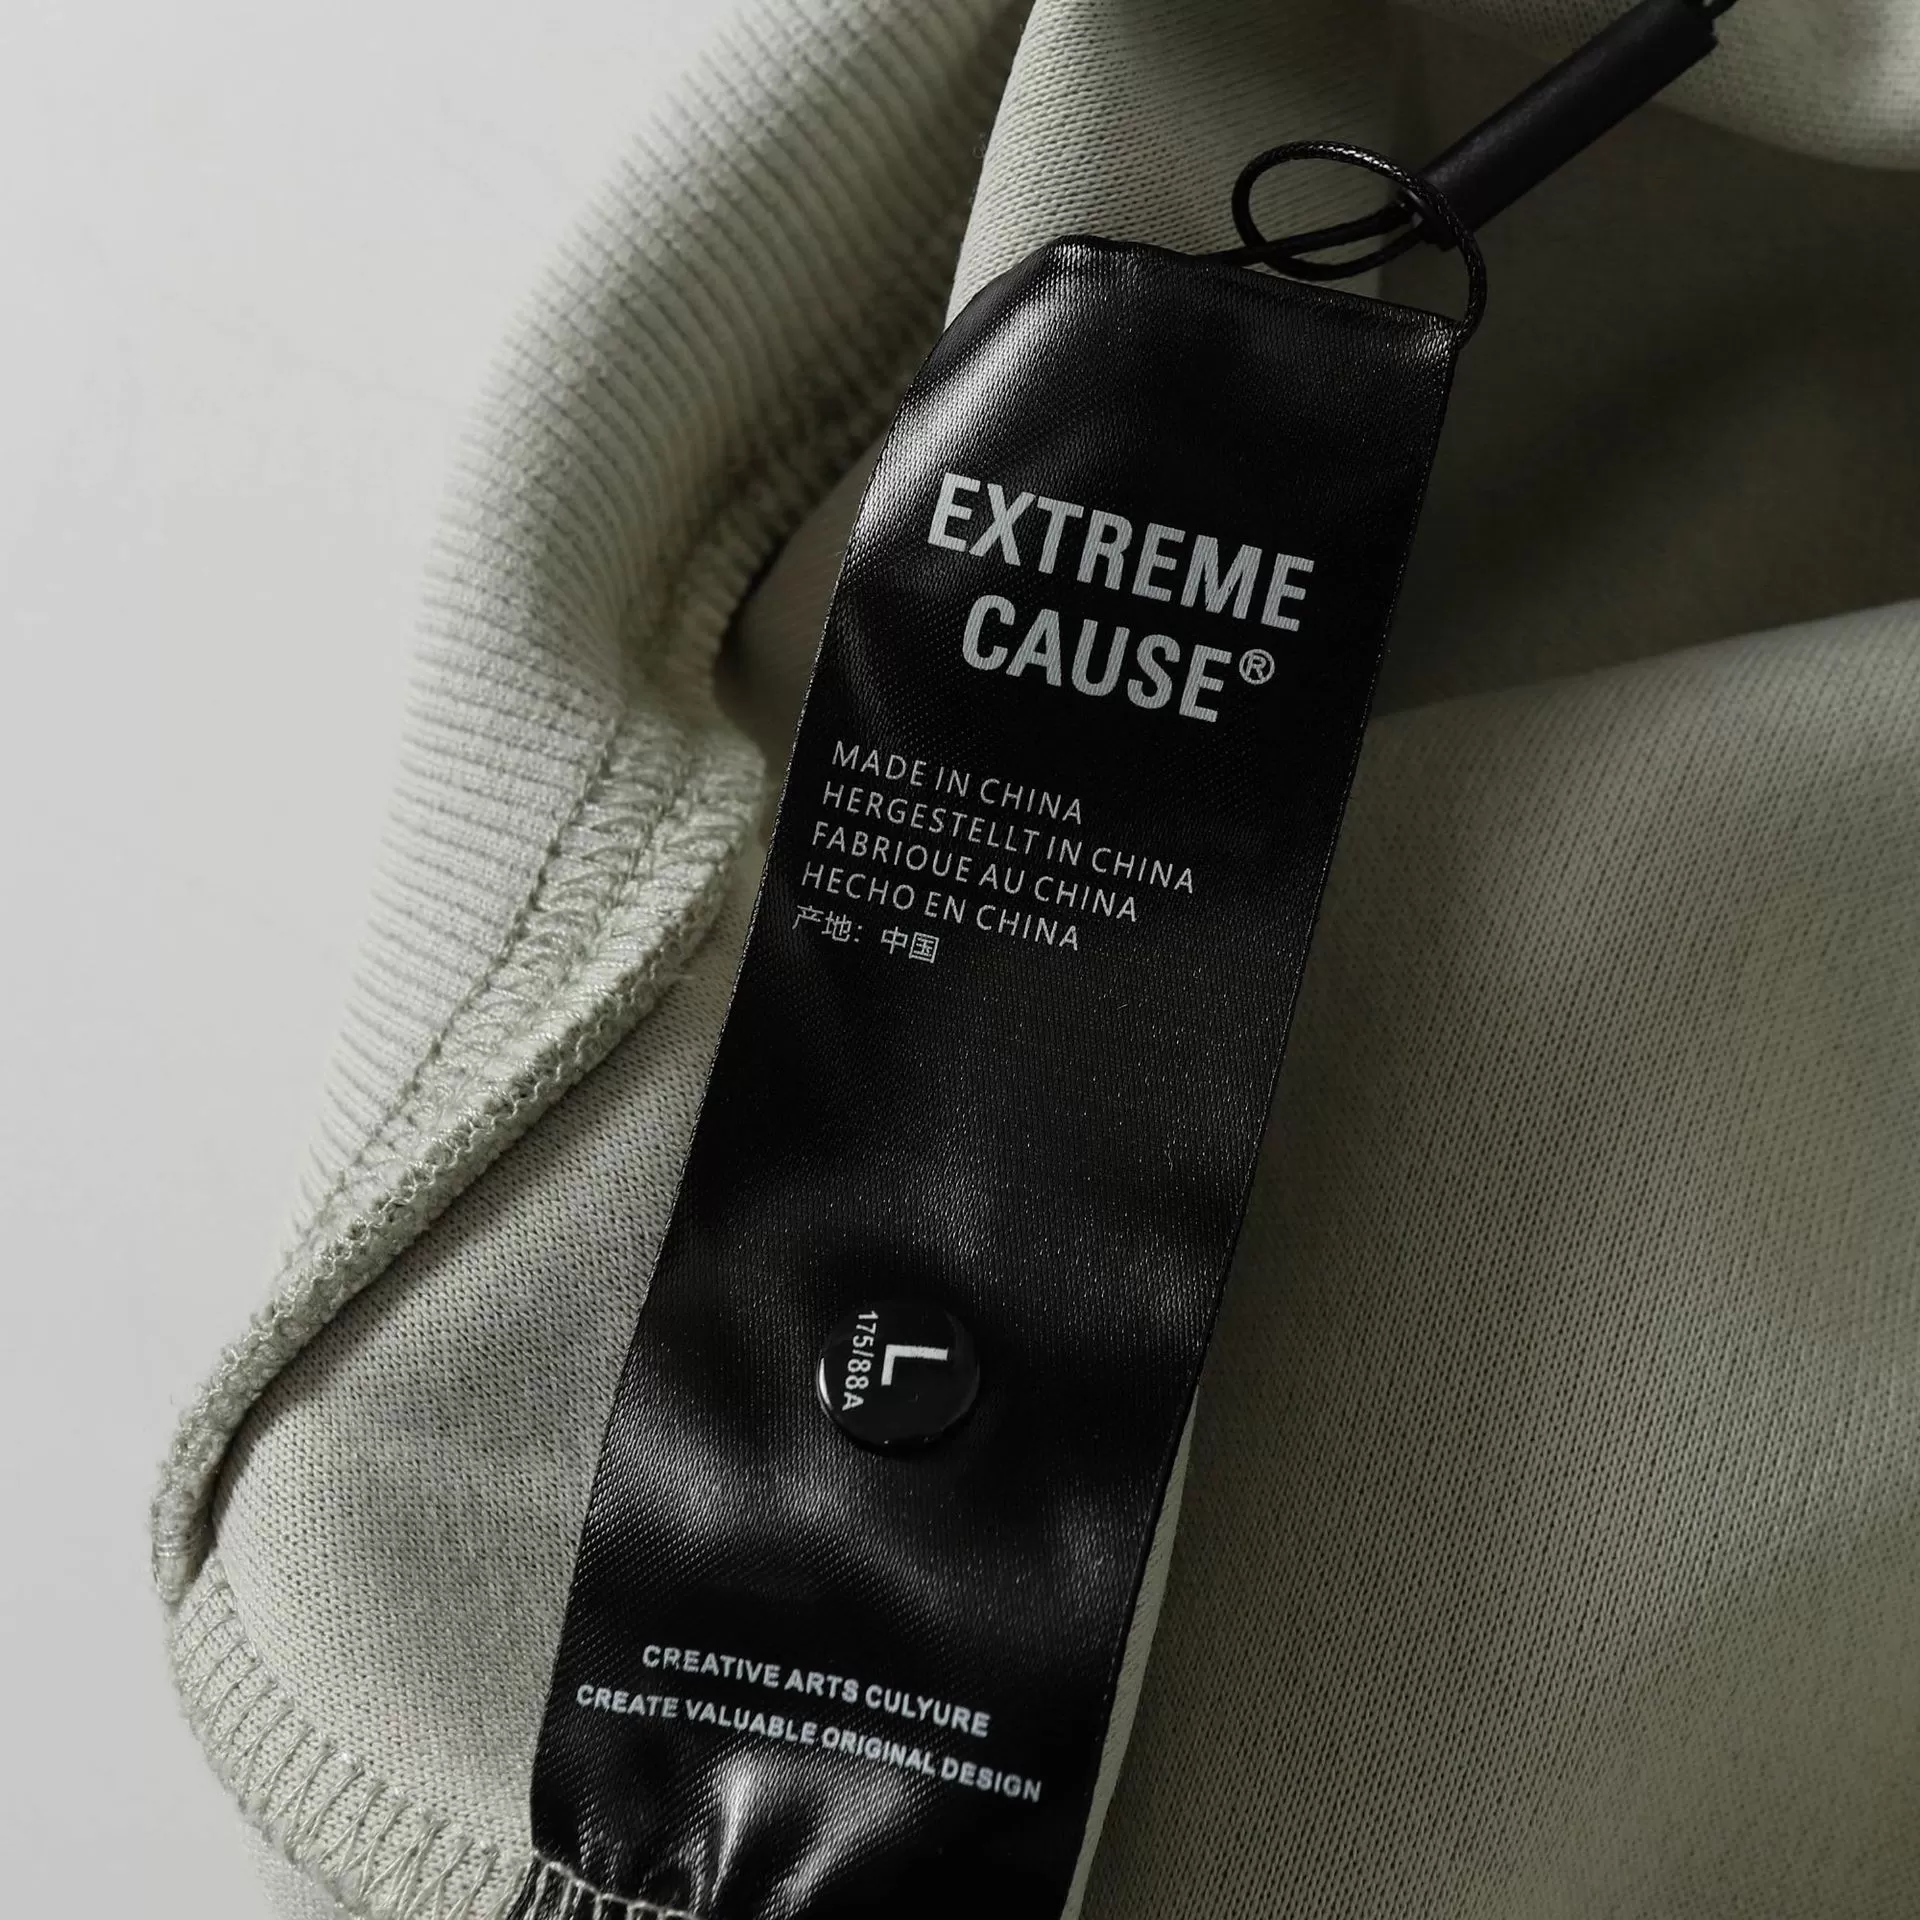 EXTREME
CAUSE®
MADE IN CHINA
HERGESTELLT IN CHINA
FABRIOUE AU CHINA
HECHO EN CHINA
产地：中国
L
175/88A
CREATIVE ARTS CULYURE
CREATE VALUABLE ORIGINAL DESIGN